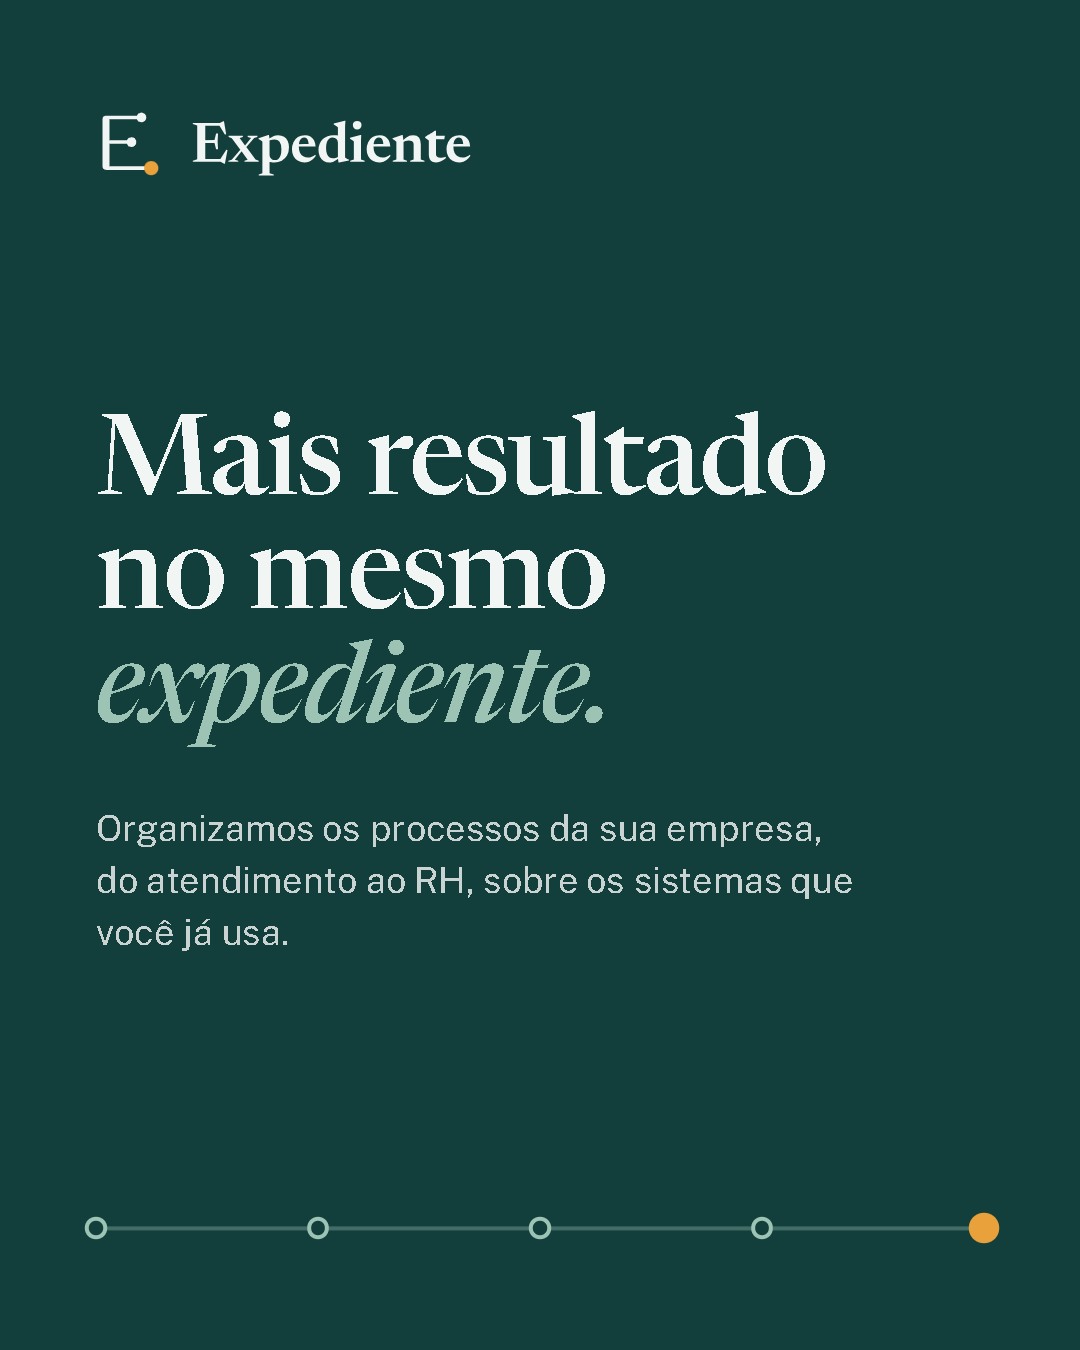 Expediente
Mais resultado
no mesmo
expediente.
Organizamos os processos da sua empresa,
do atendimento ao RH, sobre os sistemas que
você já usa.